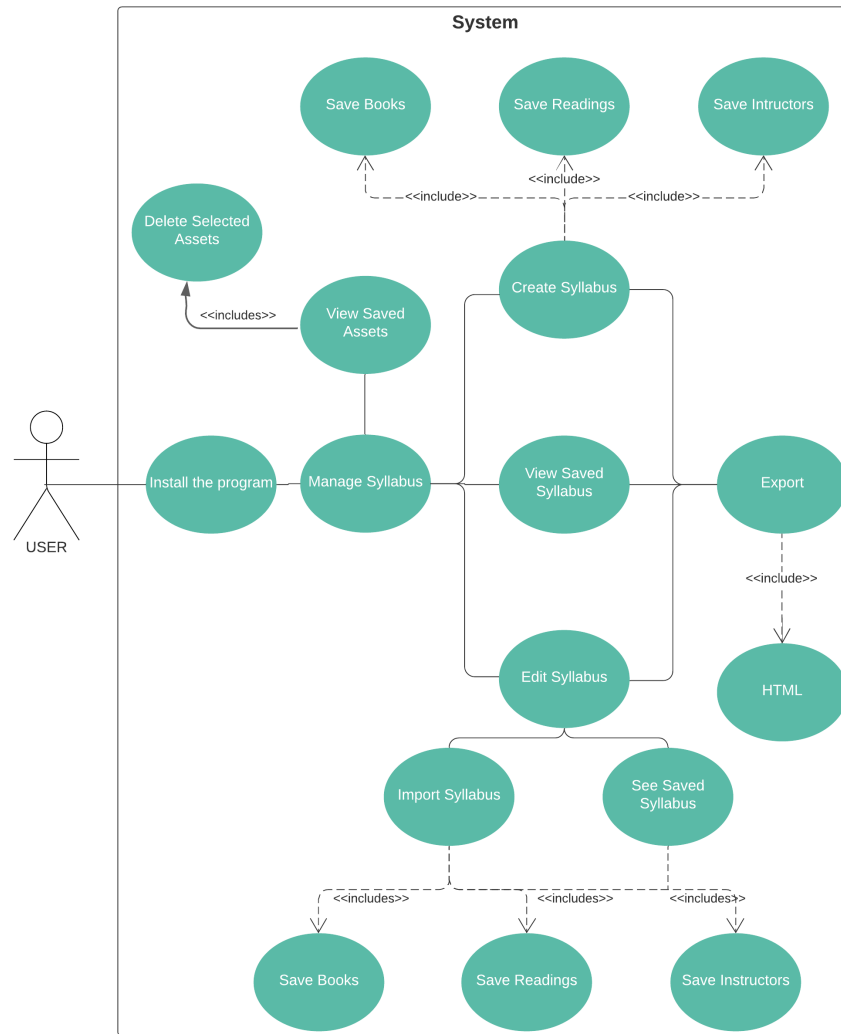 System
Save Books
Save Readings
Save Intructors
<<include>>
<<include>>
<<include>>
Delete Selected
Assets
Create Syllabus
<<includes>>
View Saved
Assets
Install the program
Manage Syllabus
View Saved
Syllabus
Export
USER
<<include>>
Edit Syllabus
HTML
Import Syllabus
See Saved
Syllabus
<<includes>>
<<includes>>
<<includes>>
Save Books
Save Readings
Save Instructors